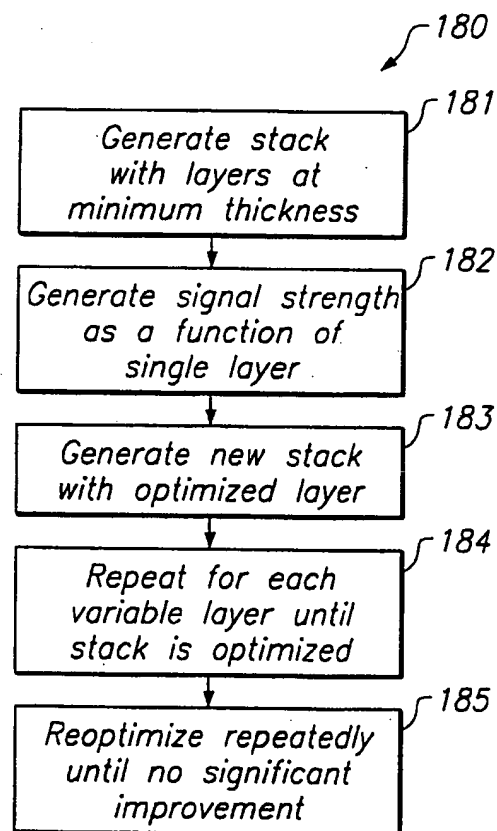 180
181
Generate stack
with layers at
minimum thickness
182
Generate signal strength
as a function of
single layer
183
Generate new stack
with optimized layer
184
Repeat for each
variable layer until
stack is optimized
185
Reoptimize repeatedly
until no significant
improvement